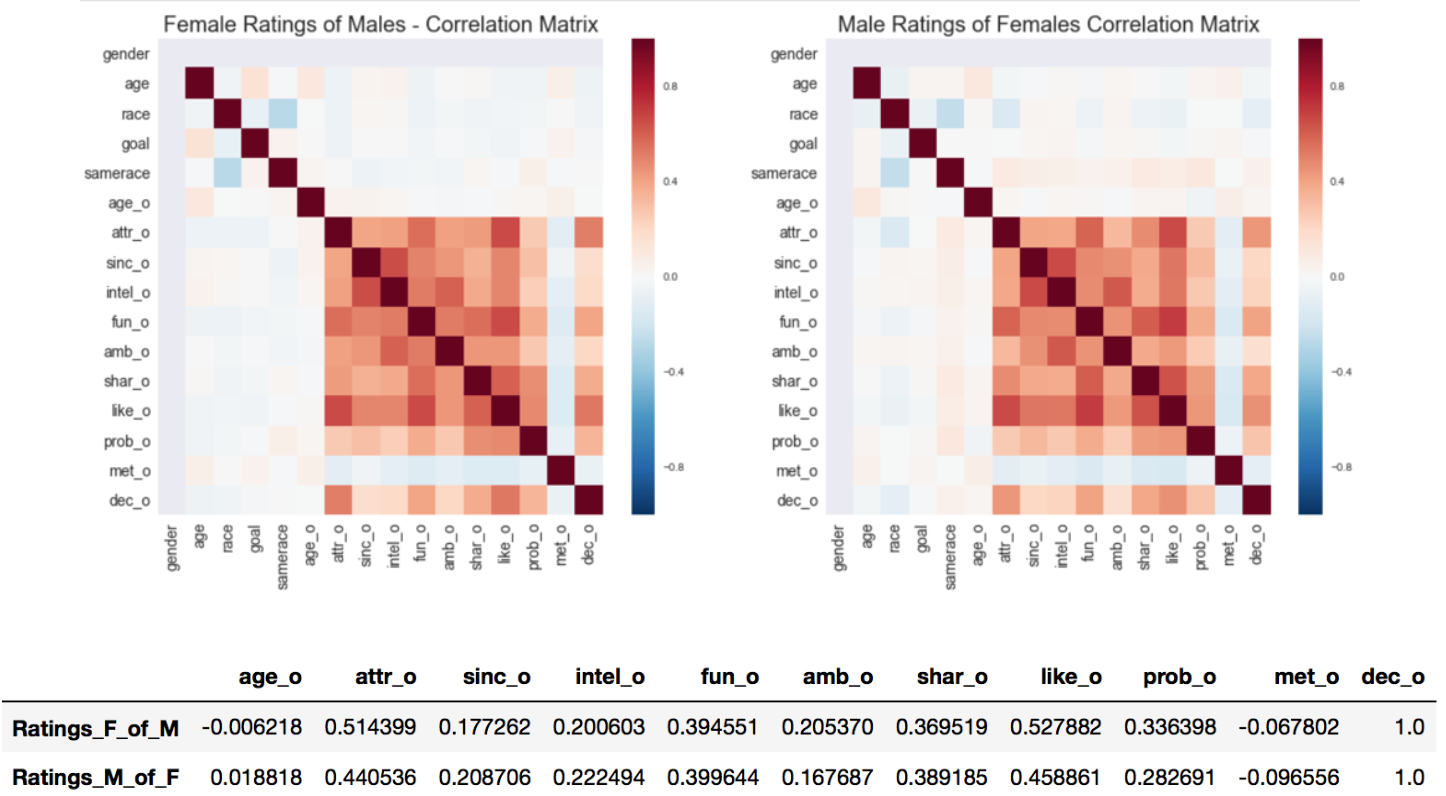 Female Ratings of Males - Correlation Matrix
gender
age
race
goal
samerace
age_o
attr_o
sinc_o
intel_o
fun_o
amb_o
shar_o
like_o
prob_o
met_o
dec_o
gender
age
race
goal
samerace
age_o
attr_o
sinc_o
intel_o
fun_o
amb_o
shar_o
like_o
prob_o
met_o
dec_o
0.8
0.4
0.0
−0.4
−0.8
Male Ratings of Females Correlation Matrix
gender
age
race
goal
samerace
age_o
attr_o
sinc_o
intel_o
fun_o
amb_o
shar_o
like_o
prob_o
met_o
dec_o
gender
age
race
goal
samerace
age_o
attr_o
sinc_o
intel_o
fun_o
amb_o
shar_o
like_o
prob_o
met_o
dec_o
0.8
0.4
0.0
−0.4
−0.8
age_o attr_o sinc_o intel_o fun_o amb_o shar_o like_o prob_o met_o dec_o
Ratings_F_of_M -0.006218 0.514399 0.177262 0.200603 0.394551 0.205370 0.369519 0.527882 0.336398 -0.067802 1.0
Ratings_M_of_F 0.018818 0.440536 0.208706 0.222494 0.399644 0.167687 0.389185 0.458861 0.282691 -0.096556 1.0